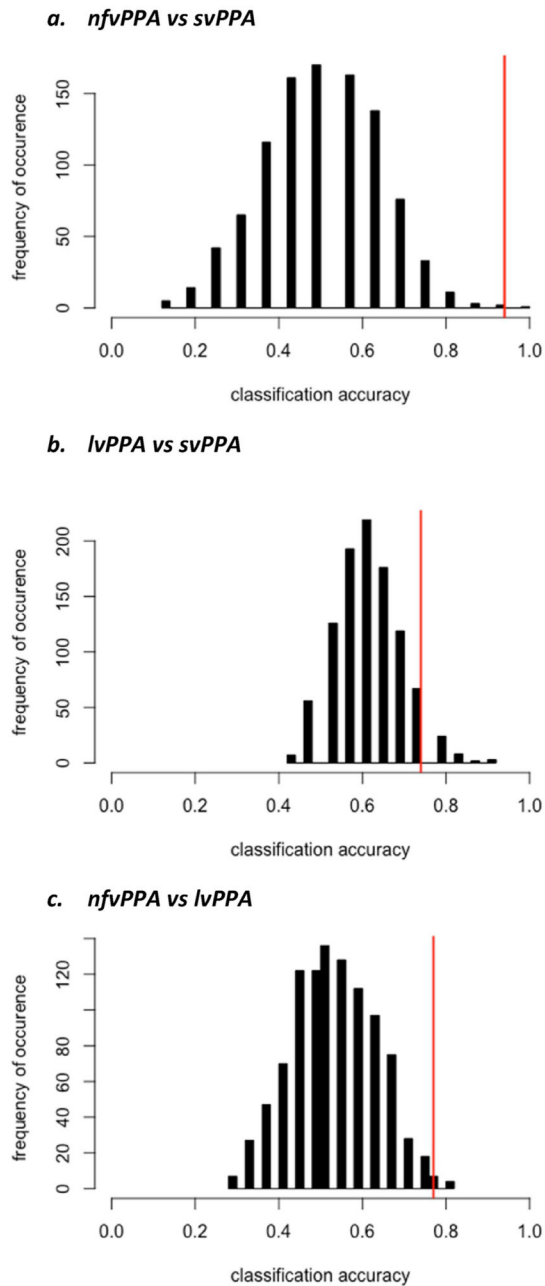 a. nfvPPA vs svPPA
frequency of occurence
150
100
50
0
0.0 0.2 0.4 0.6 0.8 1.0
classification accuracy
b. lvPPA vs svPPA
frequency of occurence
200
150
100
50
0
0.0 0.2 0.4 0.6 0.8 1.0
classification accuracy
c. nfvPPA vs lvPPA
frequency of occurence
120
80
60
40
20
0
0.0 0.2 0.4 0.6 0.8 1.0
classification accuracy